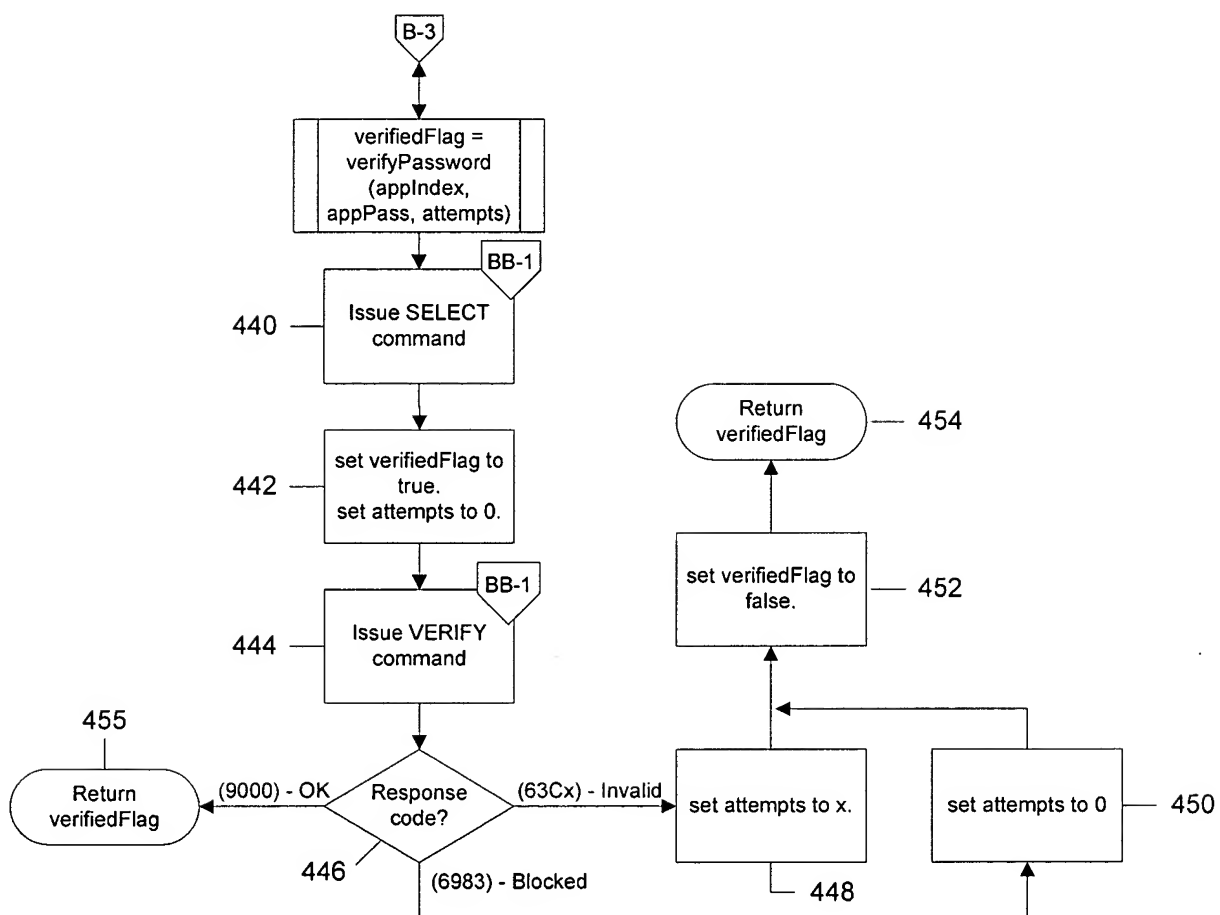 B-3
verifiedFlag =
verifyPassword
(appIndex,
appPass, attempts)
BB-1
440
Issue SELECT
command
442
set verifiedFlag to
true.
set attempts to 0.
BB-1
444
Issue VERIFY
command
Return
verifiedFlag
454
set verifiedFlag to
false.
452
455
Return
verifiedFlag
(9000) - OK
Response
code?
446
(63Cx) - Invalid
set attempts to x.
448
set attempts to 0
450
(6983) - Blocked